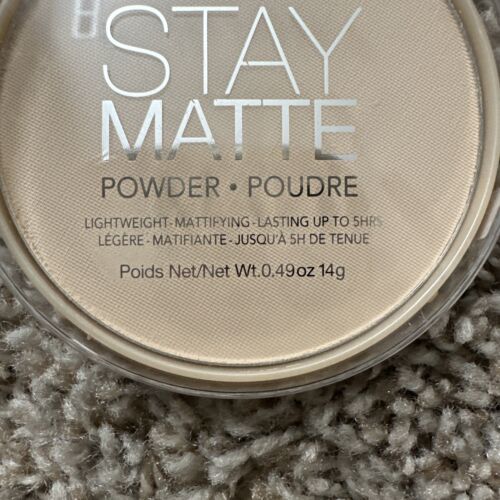 STAY
MATTE
POWDER • POUDRE
LIGHTWEIGHT-MATTIFYING-LASTING UP TO 5HRS
LÉGÈRE-MATIFIANTE-JUSQU'À 5H DE TENUE
Poids Net/Net Wt.0.49oz 14g